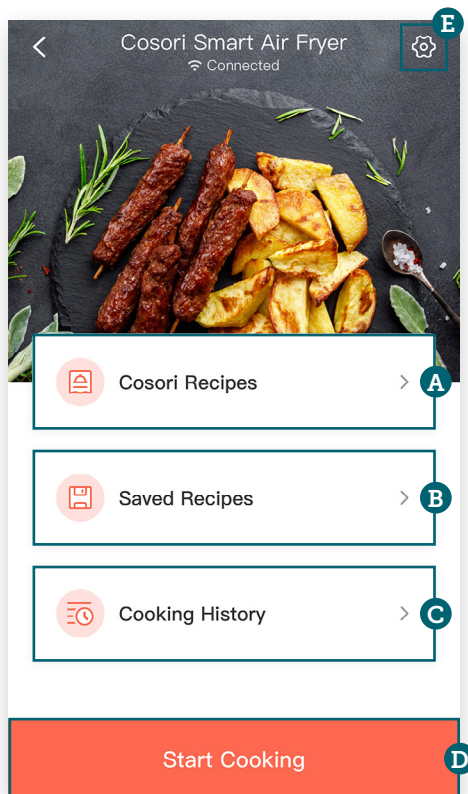 E
Cosori Smart Air Fryer
Connected
Cosori Recipes
A
Saved Recipes
B
Cooking History
C
Start Cooking
D